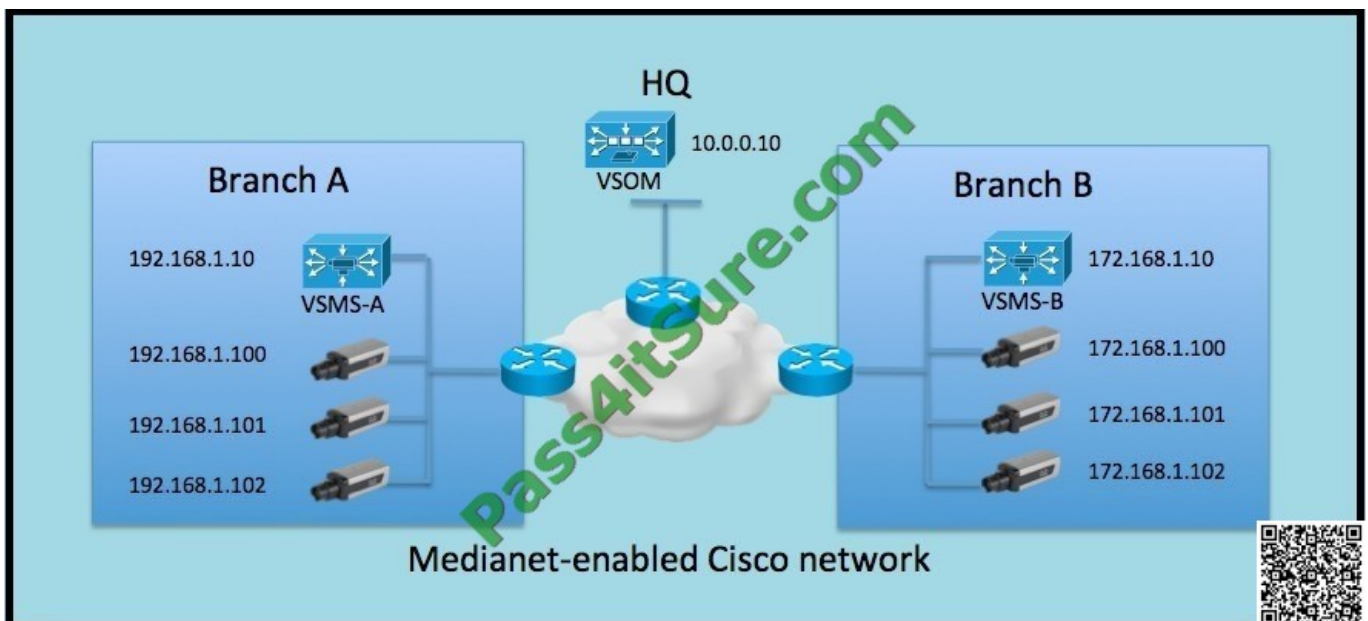 HQ
10.0.0.10
VSOM
Branch A
192.168.1.10
VSMS-A
192.168.1.100
192.168.1.101
192.168.1.102
Branch B
172.168.1.10
VSMS-B
172.168.1.100
172.168.1.101
172.168.1.102
Pass4itSure.com
Medianet-enabled Cisco network